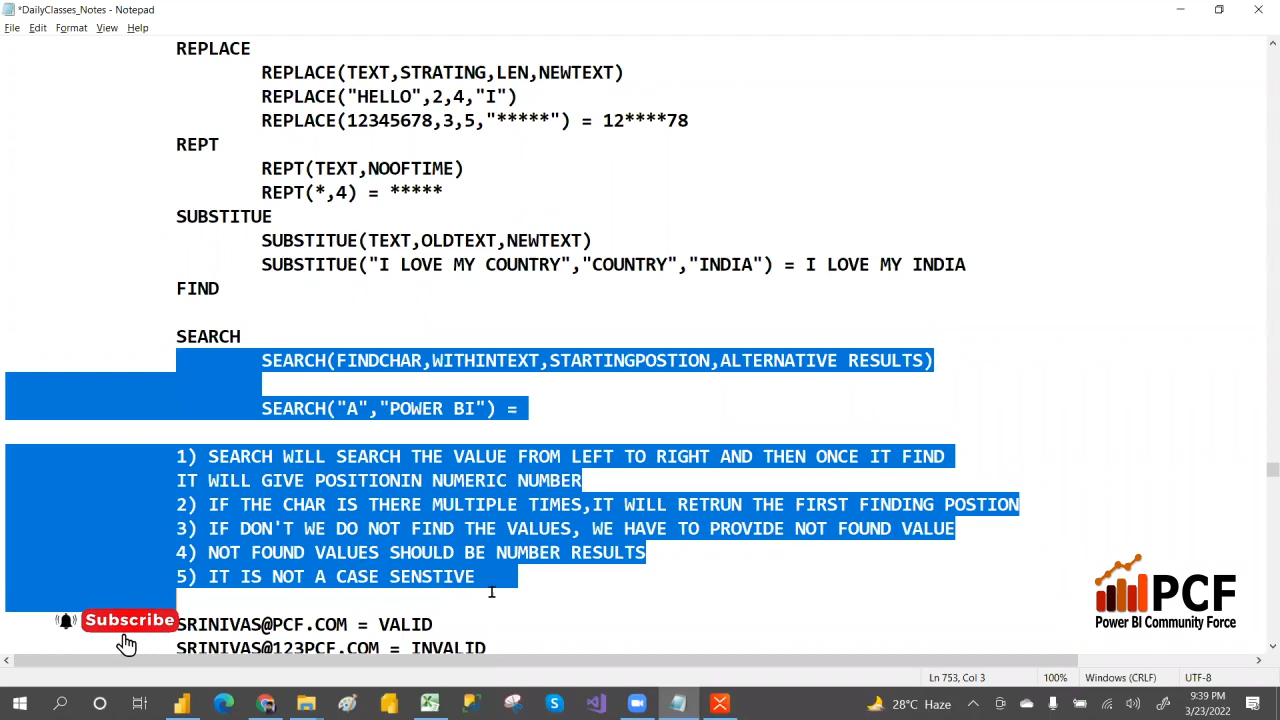 *DailyClasses_Notes - Notepad
File Edit Format View Help
REPLACE
REPLACE(TEXT,STRATING,LEN,NEWTEXT)
REPLACE("HELLO",2,4,"I")
REPLACE(12345678,3,5,"*****") = 12****78
REPT
REPT(TEXT,NOOFTIME)
REPT(*,4) = *****
SUBSTITUE
SUBSTITUE(TEXT,OLDTEXT,NEWTEXT)
SUBSTITUE("I LOVE MY COUNTRY","COUNTRY","INDIA") = I LOVE MY INDIA
FIND
SEARCH
SEARCH(FINDCHAR,WITHINTEXT,STARTINGPOSTION,ALTERNATIVE RESULTS)
SEARCH("A","POWER BI") =
1) SEARCH WILL SEARCH THE VALUE FROM LEFT TO RIGHT AND THEN ONCE IT FIND
IT WILL GIVE POSITIONIN NUMERIC NUMBER
2) IF THE CHAR IS THERE MULTIPLE TIMES,IT WILL RETRUN THE FIRST FINDING POSTION
3) IF DON'T WE DO NOT FIND THE VALUES, WE HAVE TO PROVIDE NOT FOUND VALUE
4) NOT FOUND VALUES SHOULD BE NUMBER RESULTS
5) IT IS NOT A CASE SENSTIVE
PCF
Power BI Community Force
Subscribe
SRINIVAS@PCF.COM = VALID
SRINIVAS@123PCF.COM = INVALID
Ln 753, Col 3 100% Windows (CRLF) UTF-8
28°C Haze 9:39 PM
3/23/2022